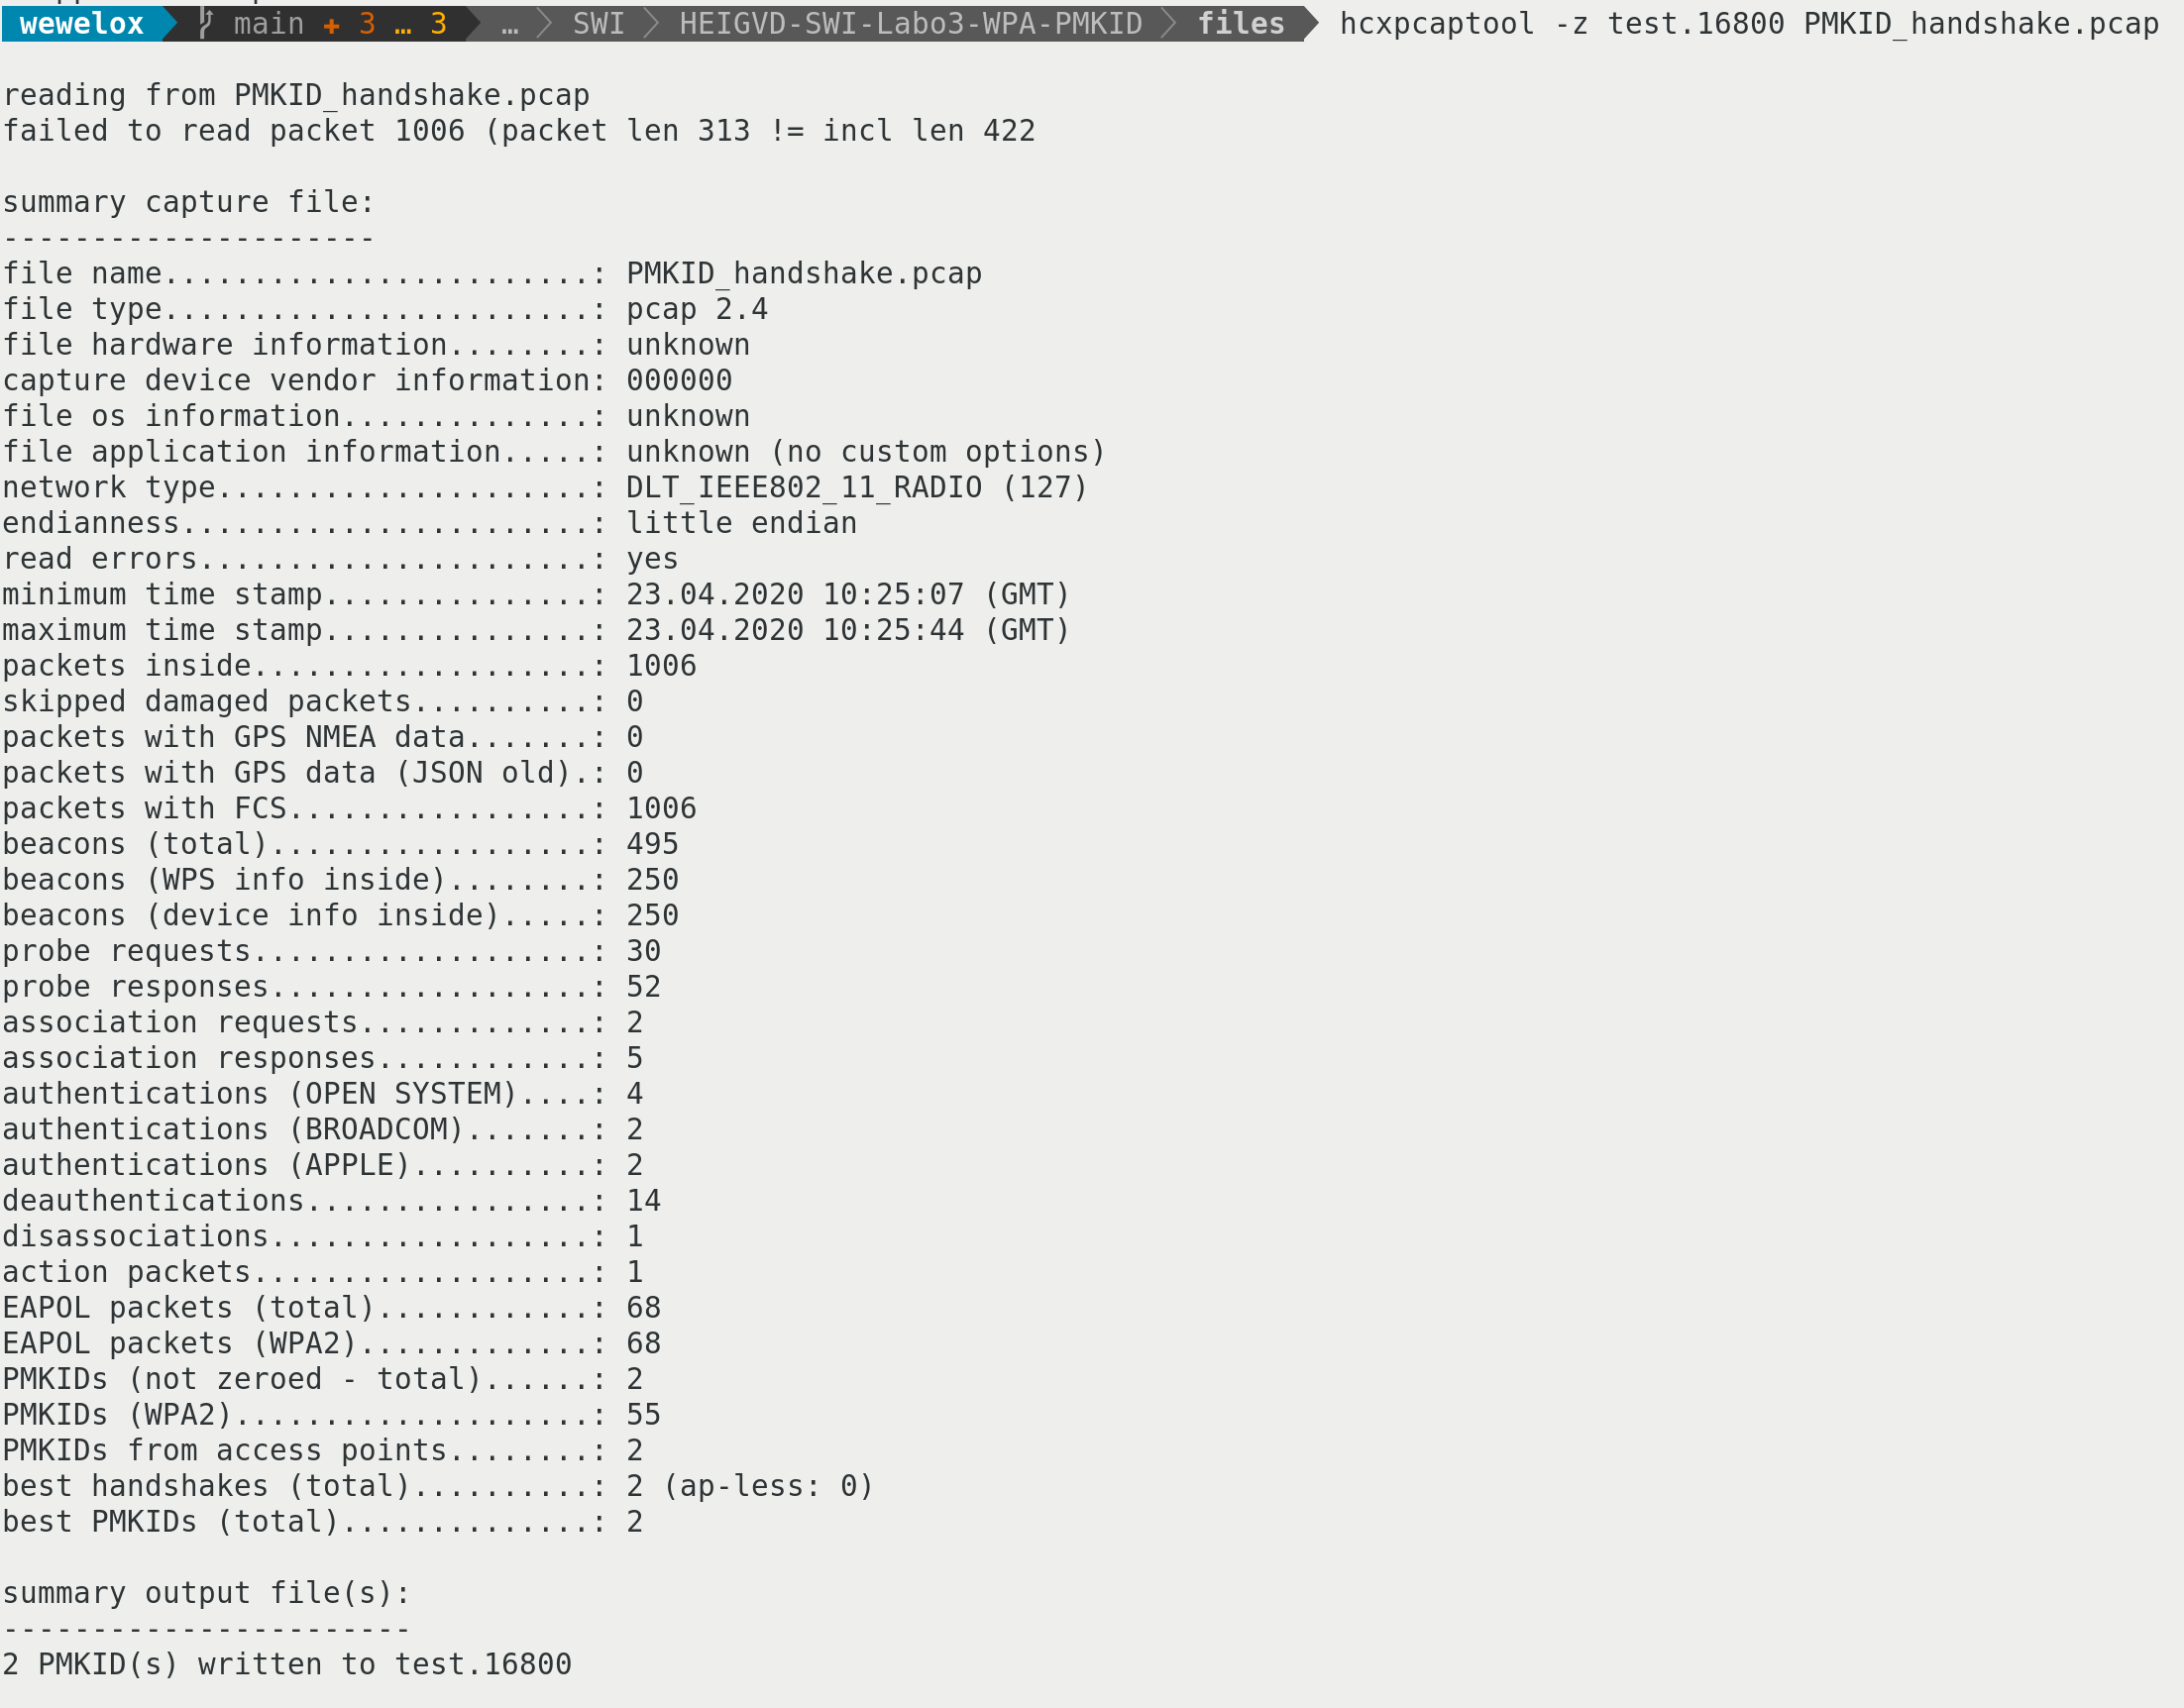 wewelox main + 3 … 3 … SWI HEIGVD-SWI-Labo3-WPA-PMKID files hcxpcaptool -z test.16800 PMKID_handshake.pcap
reading from PMKID_handshake.pcap
failed to read packet 1006 (packet len 313 != incl len 422
summary capture file:
---------------------
file name........................: PMKID_handshake.pcap
file type........................: pcap 2.4
file hardware information........: unknown
capture device vendor information: 000000
file os information..............: unknown
file application information.....: unknown (no custom options)
network type.....................: DLT_IEEE802_11_RADIO (127)
endianness.......................: little endian
read errors......................: yes
minimum time stamp...............: 23.04.2020 10:25:07 (GMT)
maximum time stamp...............: 23.04.2020 10:25:44 (GMT)
packets inside...................: 1006
skipped damaged packets..........: 0
packets with GPS NMEA data.......: 0
packets with GPS data (JSON old).: 0
packets with FCS.................: 1006
beacons (total)..................: 495
beacons (WPS info inside)........: 250
beacons (device info inside).....: 250
probe requests...................: 30
probe responses..................: 52
association requests.............: 2
association responses............: 5
authentications (OPEN SYSTEM)....: 4
authentications (BROADCOM).......: 2
authentications (APPLE)..........: 2
deauthentications................: 14
disassociations..................: 1
action packets...................: 1
EAPOL packets (total)............: 68
EAPOL packets (WPA2).............: 68
PMKIDs (not zeroed - total)......: 2
PMKIDs (WPA2)....................: 55
PMKIDs from access points........: 2
best handshakes (total)..........: 2 (ap-less: 0)
best PMKIDs (total)..............: 2
summary output file(s):
-----------------------
2 PMKID(s) written to test.16800